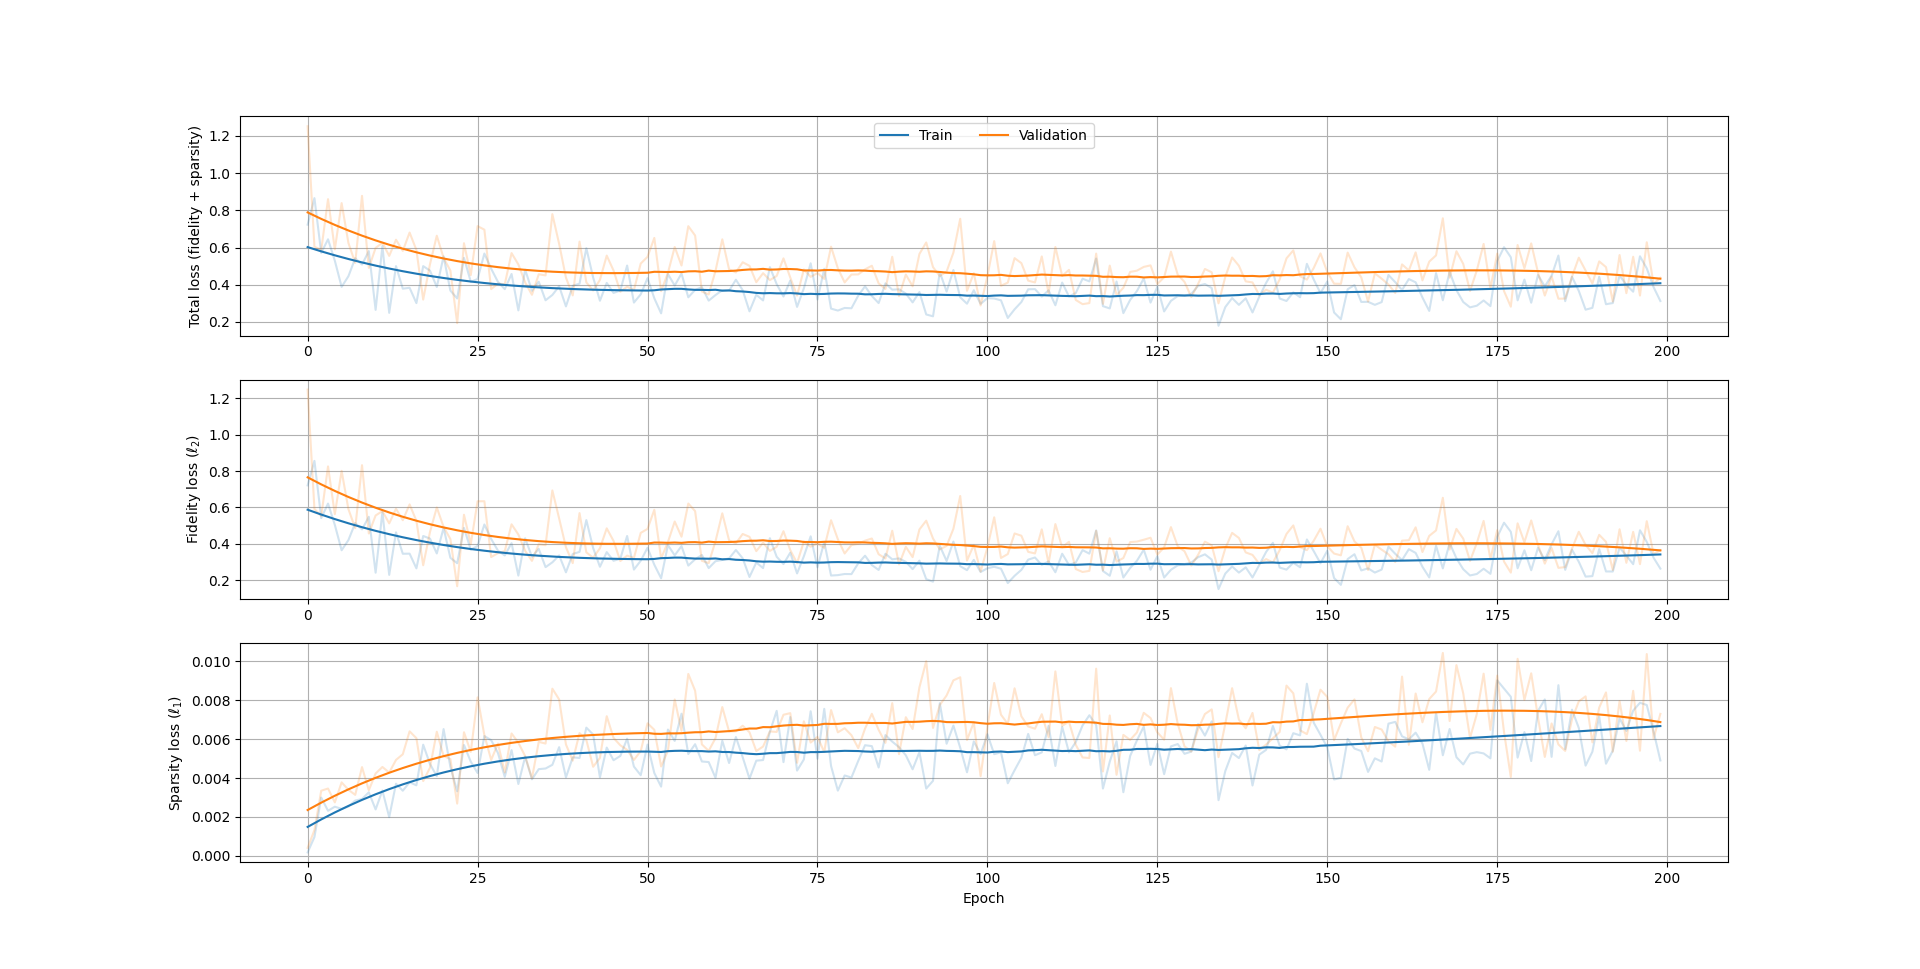 Total loss (fidelity + sparsity)
1.2
1.0
0.8
0.6
0.4
0.2
Train Validation
0 25 50 75 100 125 150 175 200
Fidelity loss (ℓ₂)
1.2
1.0
0.8
0.6
0.4
0.2
0 25 50 75 100 125 150 175 200
Sparsity loss (ℓ₁)
0.010
0.008
0.006
0.004
0.002
0.000
0 25 50 75 100 125 150 175 200
Epoch